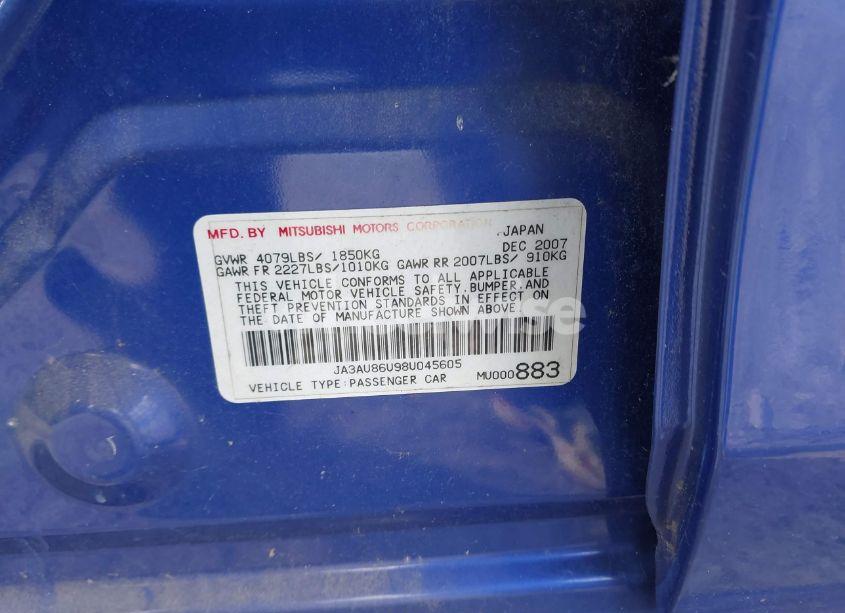 MFD. BY MITSUBISHI MOTORS CORPORATION. JAPAN
GVWR 4079LBS/ 1850KG DEC 2007
GAWR FR 2227LBS/1010KG GAWR RR 2007LBS/ 910KG
THIS VEHICLE CONFORMS TO ALL APPLICABLE
FEDERAL MOTOR VEHICLE SAFETY,BUMPER,AND
THEFT PREVENTION STANDARDS IN EFFECT ON
THE DATE OF MANUFACTURE SHOWN ABOVE.
JA3AU86U98U045605
VEHICLE TYPE:PASSENGER CAR MU000883